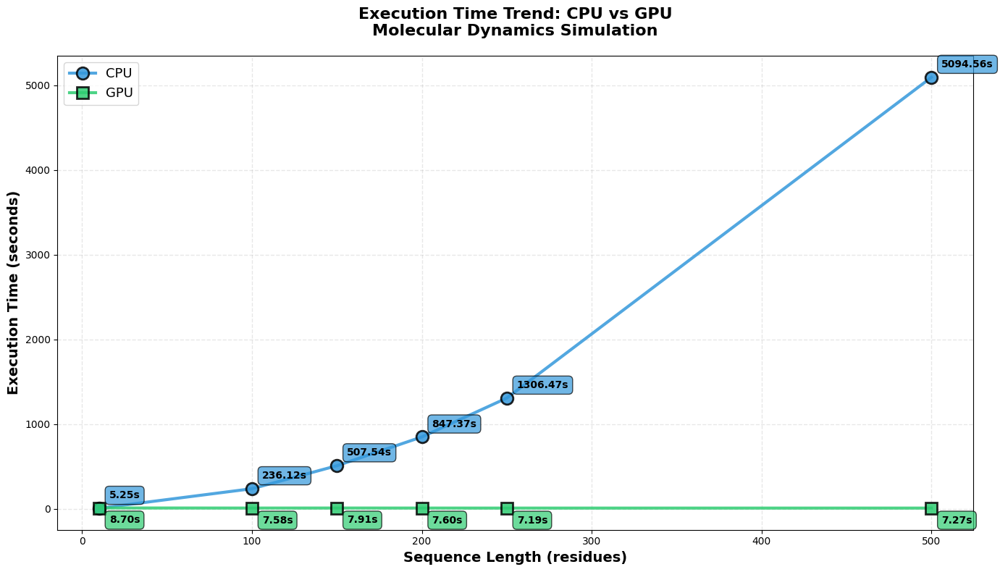 Execution Time Trend: CPU vs GPU
Molecular Dynamics Simulation
CPU
GPU
Execution Time (seconds)
5000
4000
3000
2000
1000
0
5094.56s
1306.47s
847.37s
507.54s
236.12s
5.25s
8.70s
7.58s
7.91s
7.60s
7.19s
7.27s
0
100
200
300
400
500
Sequence Length (residues)